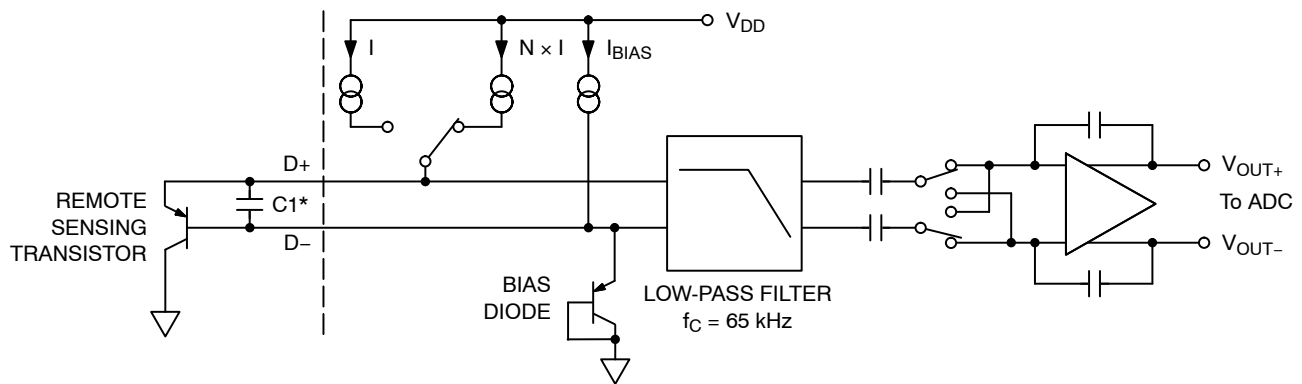 V_DD
I
N × I
I_BIAS
D+
REMOTE
SENSING
TRANSISTOR
C1*
D−
V_OUT+
To ADC
V_OUT−
BIAS
DIODE
LOW-PASS FILTER
f_C = 65 kHz